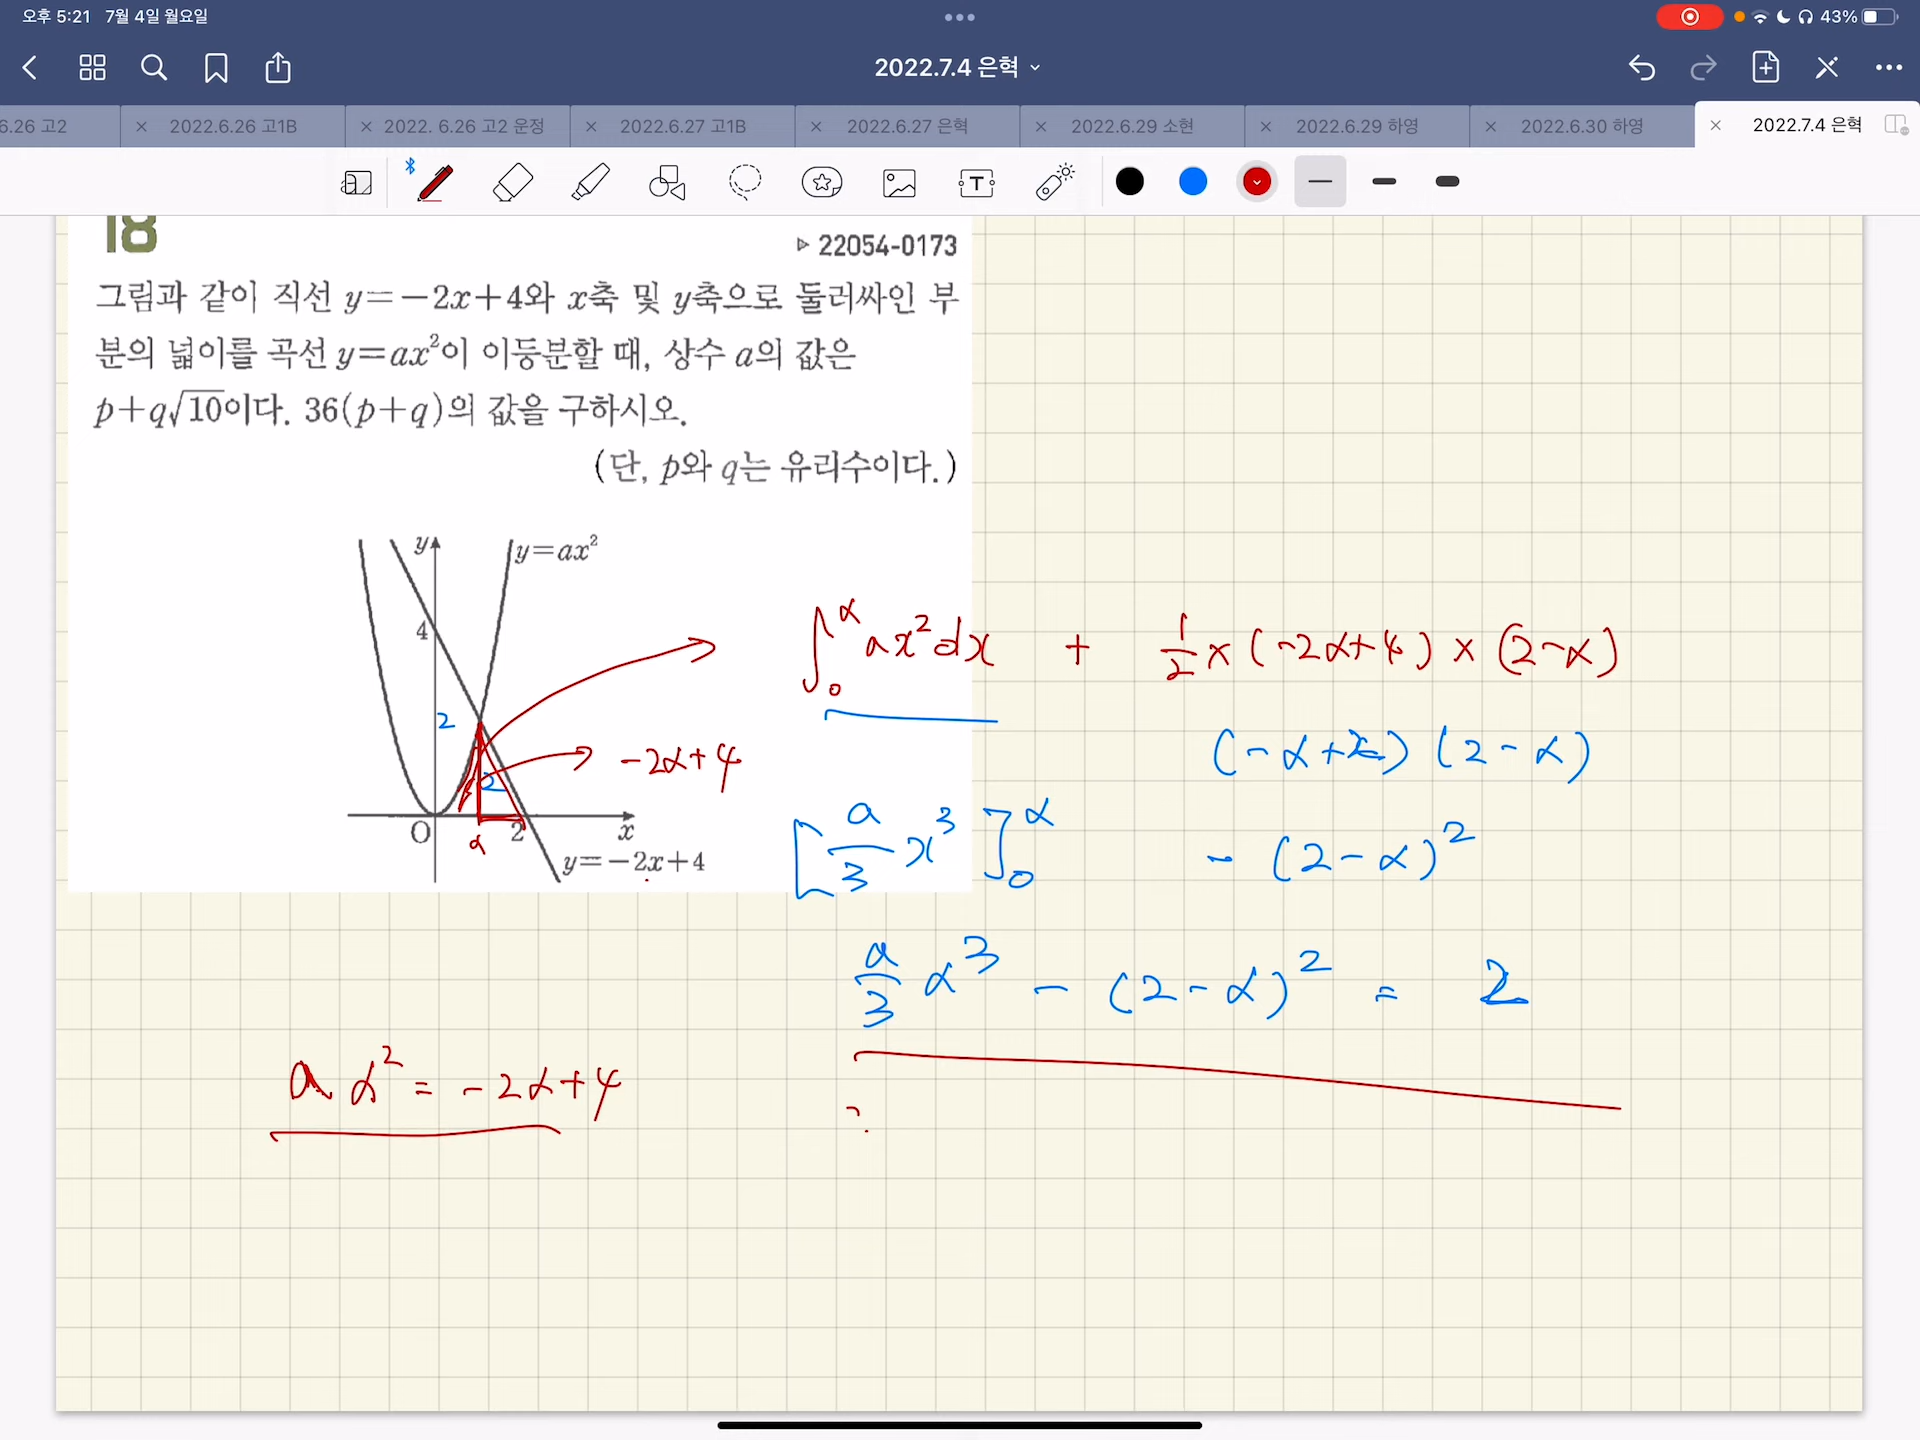 오후 5:21 7월 4일 월요일
43%
2022.7.4 은혁
6.26 고2
2022.6.26 고1B
2022. 6.26 고2 운정
2022.6.27 고1B
2022.6.27 은혁
2022.6.29 소현
2022.6.29 하영
2022.6.30 하영
2022.7.4 은혁
18
▷ 22054-0173
그림과 같이 직선 y=−2x+4와 x축 및 y축으로 둘러싸인 부
분의 넓이를 곡선 y=ax²이 이등분할 때, 상수 a의 값은
p+q√10이다. 36(p+q)의 값을 구하시오.
(단, p와 q는 유리수이다.)
y
y=ax²
4
2
2
O
α
2
x
y=−2x+4
-2α+4
∫₀^α ax²dx + 1/2 × (-2α+4) × (2-α)
(-α+2) (2-α)
[a/3 x³]₀^α
- (2-α)²
a/3 α³ - (2-α)² = 2
aα² = -2α+4